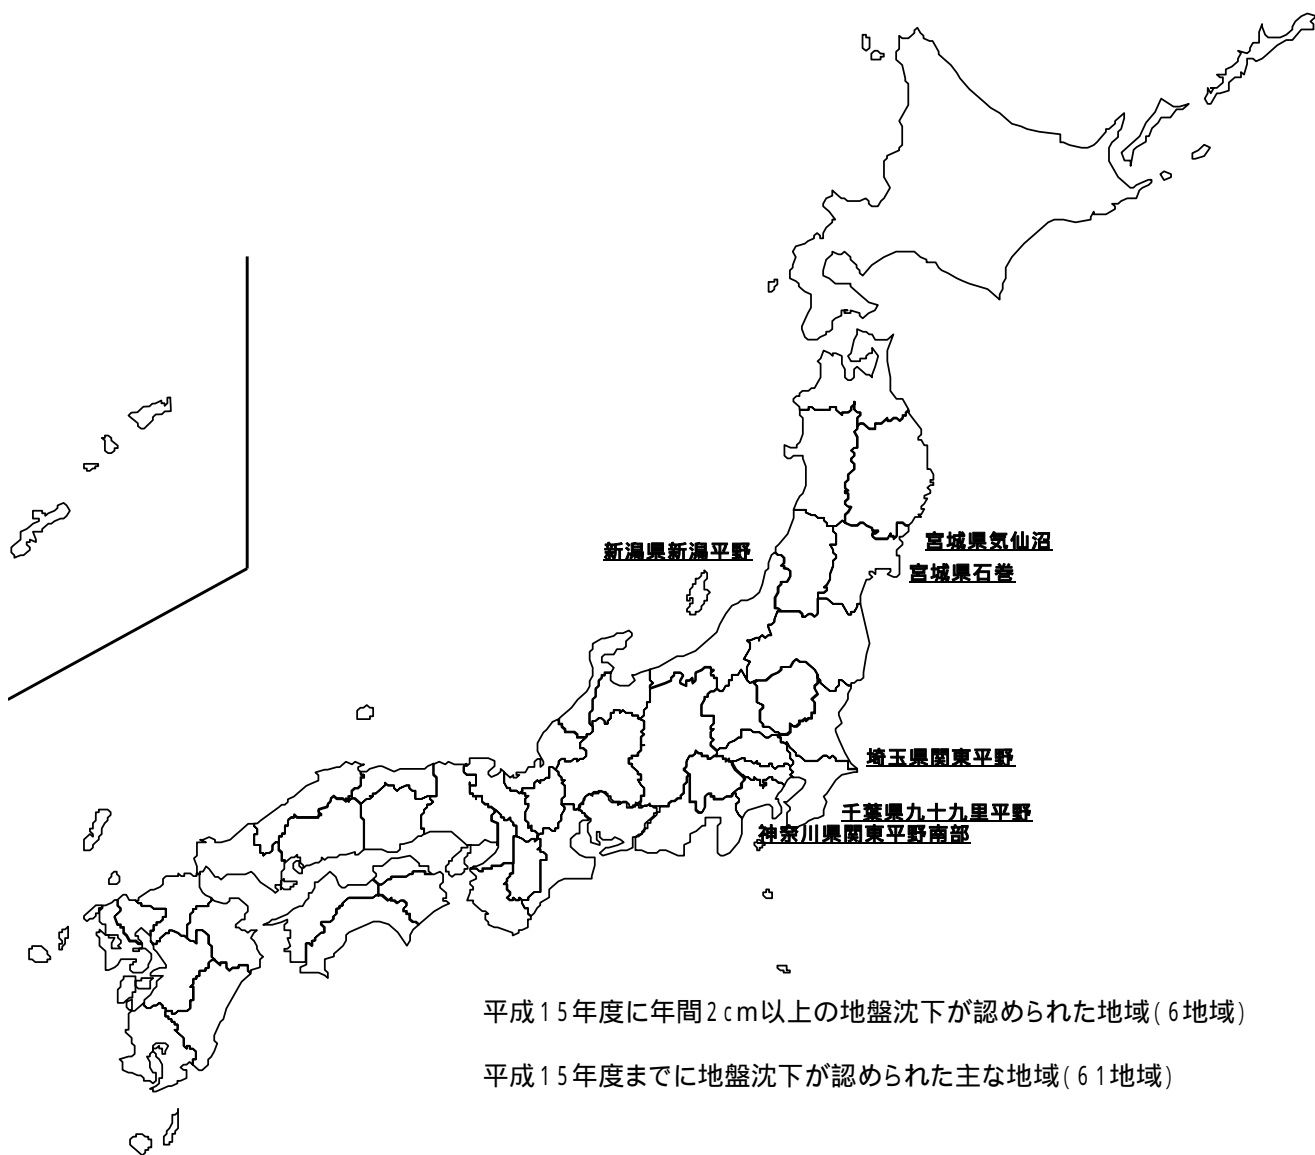 新潟県新潟平野
宮城県気仙沼
宮城県石巻
埼玉県関東平野
千葉県九十九里平野
神奈川県関東平野南部
平成15年度に年間2cm以上の地盤沈下が認められた地域(6地域)
平成15年度までに地盤沈下が認められた主な地域(61地域)